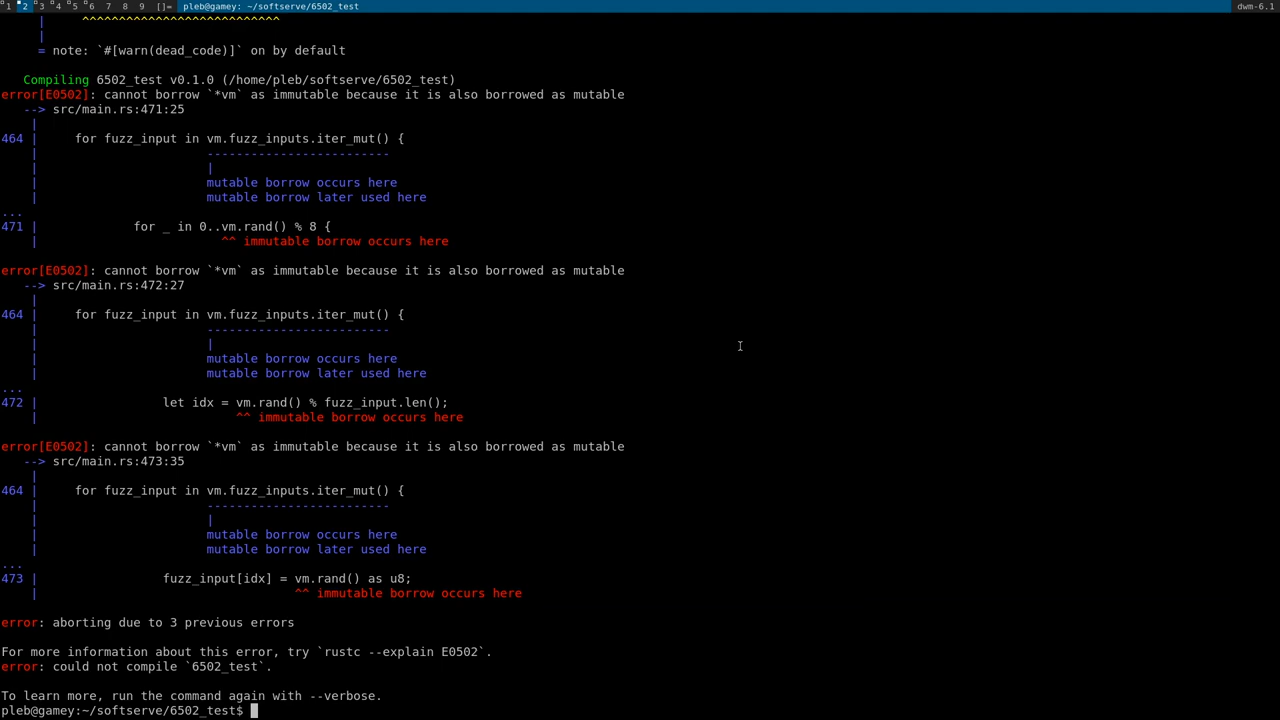 1 2 3 4 5 6 7 8 9 []= pleb@gamey: ~/softserve/6502_test dwm-6.1
| ^^^^^^^^^^^^^^^^^^^^^^^^^^^
|
= note: `#[warn(dead_code)]` on by default
Compiling 6502_test v0.1.0 (/home/pleb/softserve/6502_test)
error[E0502]: cannot borrow `*vm` as immutable because it is also borrowed as mutable
--> src/main.rs:471:25
|
464 | for fuzz_input in vm.fuzz_inputs.iter_mut() {
| -------------------------
| |
| mutable borrow occurs here
| mutable borrow later used here
...
471 | for _ in 0..vm.rand() % 8 {
| ^^ immutable borrow occurs here
error[E0502]: cannot borrow `*vm` as immutable because it is also borrowed as mutable
--> src/main.rs:472:27
|
464 | for fuzz_input in vm.fuzz_inputs.iter_mut() {
| -------------------------
| |
| mutable borrow occurs here
| mutable borrow later used here
...
472 | let idx = vm.rand() % fuzz_input.len();
| ^^ immutable borrow occurs here
error[E0502]: cannot borrow `*vm` as immutable because it is also borrowed as mutable
--> src/main.rs:473:35
|
464 | for fuzz_input in vm.fuzz_inputs.iter_mut() {
| -------------------------
| |
| mutable borrow occurs here
| mutable borrow later used here
...
473 | fuzz_input[idx] = vm.rand() as u8;
| ^^ immutable borrow occurs here
error: aborting due to 3 previous errors
For more information about this error, try `rustc --explain E0502`.
error: could not compile `6502_test`.
To learn more, run the command again with --verbose.
pleb@gamey:~/softserve/6502_test$